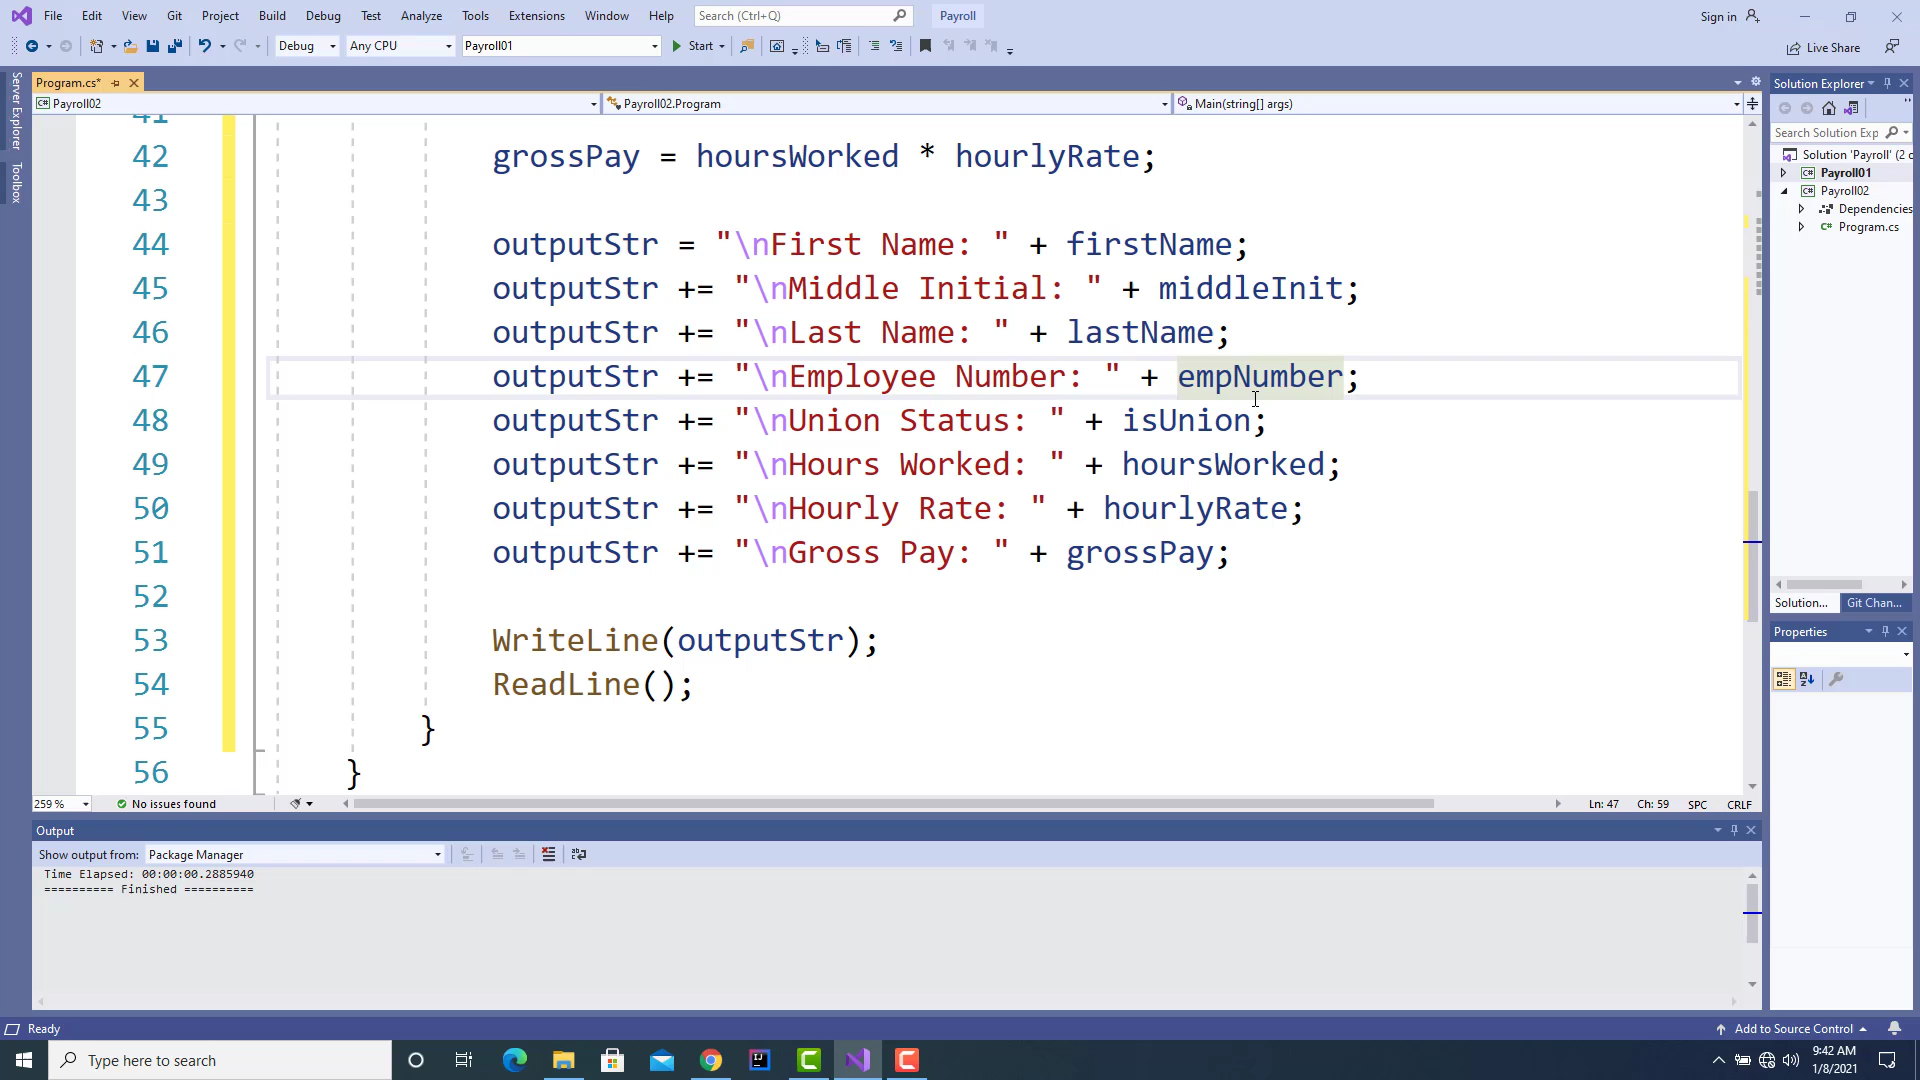 File Edit View Git Project Build Debug Test Analyze Tools Extensions Window Help Search (Ctrl+Q) Payroll Sign in
Debug Any CPU Payroll01 Start Live Share
Server Explorer
Toolbox
Program.cs*
Payroll02 Payroll02.Program Main(string[] args)
41
42 grossPay = hoursWorked * hourlyRate;
43
44 outputStr = "\nFirst Name: " + firstName;
45 outputStr += "\nMiddle Initial: " + middleInit;
46 outputStr += "\nLast Name: " + lastName;
47 outputStr += "\nEmployee Number: " + empNumber;
48 outputStr += "\nUnion Status: " + isUnion;
49 outputStr += "\nHours Worked: " + hoursWorked;
50 outputStr += "\nHourly Rate: " + hourlyRate;
51 outputStr += "\nGross Pay: " + grossPay;
52
53 WriteLine(outputStr);
54 ReadLine();
55 }
56 }
259 % No issues found Ln: 47 Ch: 59 SPC CRLF
Solution Explorer
Search Solution Exp
Solution 'Payroll' (2 c
C# Payroll01
C# Payroll02
Dependencies
C# Program.cs
Solution... Git Chan...
Properties
Output
Show output from: Package Manager
Time Elapsed: 00:00:00.2885940
========== Finished ==========
Ready Add to Source Control
Type here to search
9:42 AM
1/8/2021